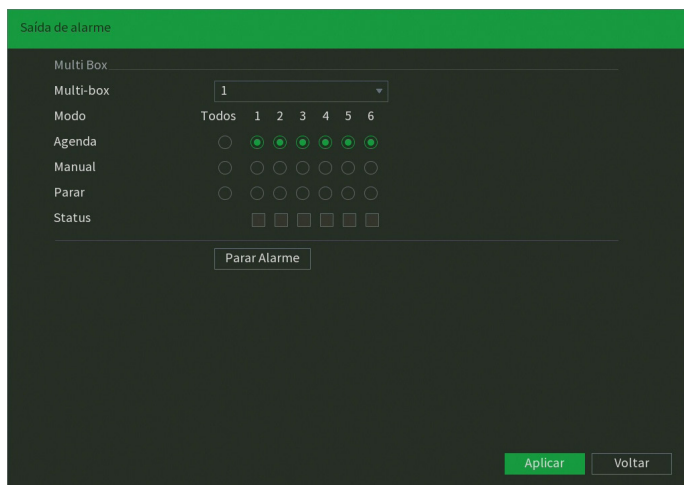 Saída de alarme
Multi Box
Multi-box 1
Modo Todos 1 2 3 4 5 6
Agenda
Manual
Parar
Status
Parar Alarme
Aplicar Voltar